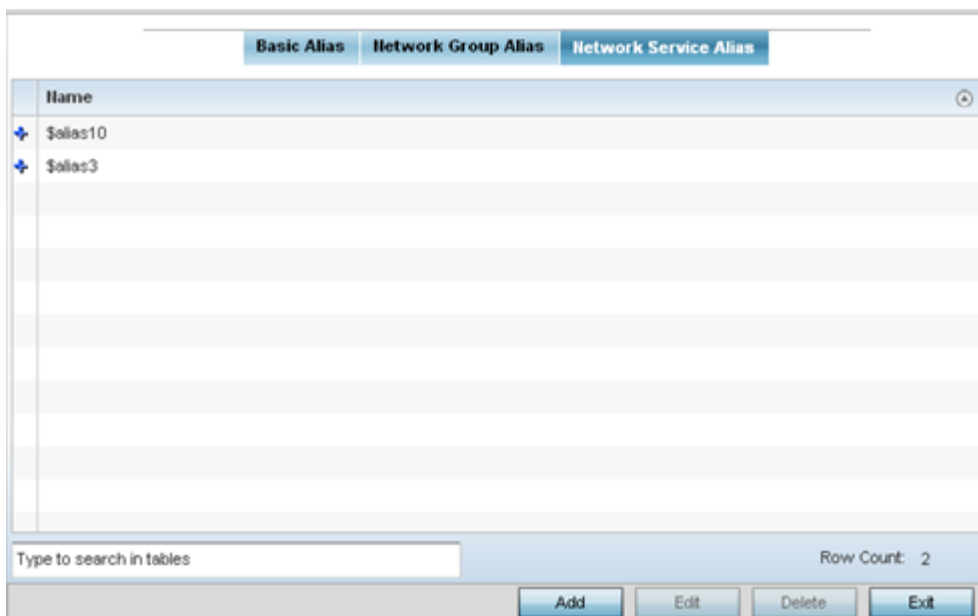 Basic Alias Network Group Alias Network Service Alias
Name
$alias10
$alias3
Type to search in tables Row Count: 2
Add Edit Delete Exit